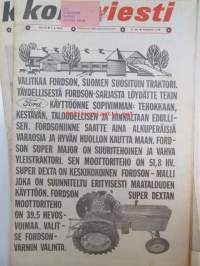 koneviesti
VALITKAA FORDSON, SUOMEN SUOSITUIN TRAKTORI.
TÄYDELLISESTÄ FORDSON-SARJASTA LÖYDÄTTE TEKIN
Ford KÄYTTÖÖNNE SOPIVIMMAN: TEHOKKAAN,
KESTÄVÄN, TALOUDELLISEN JA HINNALTAAN EDULLI-
SEN. FORDSONIINNE SAATTE AINA ALKUPERÄISIÄ
VARAOSIA JA HYVÄN HUOLLON KAUTTA MAAN. FORD-
SON SUPER MAJOR ON SUURITEHOINEN JA VARMA
YLEISTRAKTORI. SEN MOOTTORITEHO ON 51,8 HV.
SUPER DEXTA ON KESKIKOKOINEN FORDSON - MALLI
JOKA ON SUUNNITELTU ERITYISESTI MAATALOUDEN
KÄYTTÖÖN. FORDSON SUPER DEXTAN
MOOTTORITEHO
ON 39,5 HEVOS-
VOIMAA. VALIT-
SE FORDSON-
VARMIN VALINTA.